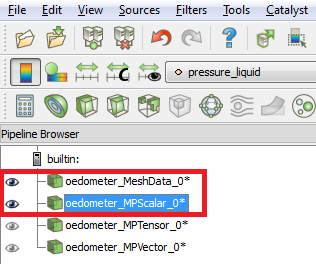 File Edit View Sources Filters Tools Catalyst
pressure_liquid
Pipeline Browser
builtin:
oedometer_MeshData_0*
oedometer_MPScalar_0*
oedometer_MPTensor_0*
oedometer_MPVector_0*